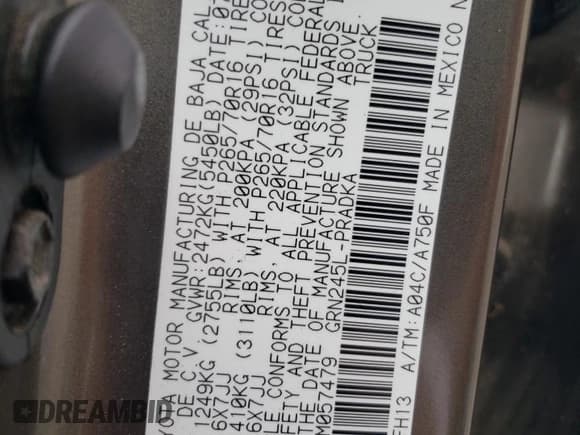 YOTA MOTOR MANUFACTURING DE BAJA CAL
DE C.V. GVWR:2472KG(5450LB) DATE:07
1249KG (2755LB) WITH P265/70R16 TIRE
6X7JJ RIMS, AT 200KPA (29PSI) CO
410KG (3110LB) WITH P265/70R16 TIRES
6X7JJ RIMS, AT 220KPA (32PSI) CO
LE CONFORMS TO ALL APPLICABLE FEDERAL
FETY AND THEFT PREVENTION STANDARDS
THE DATE OF MANUFACTURE SHOWN ABOVE.
M057479 GRN245L-PRADKA TRUCK
FH13 A/TM:A04C/A750F MADE IN MEXICO N
DREAMBID